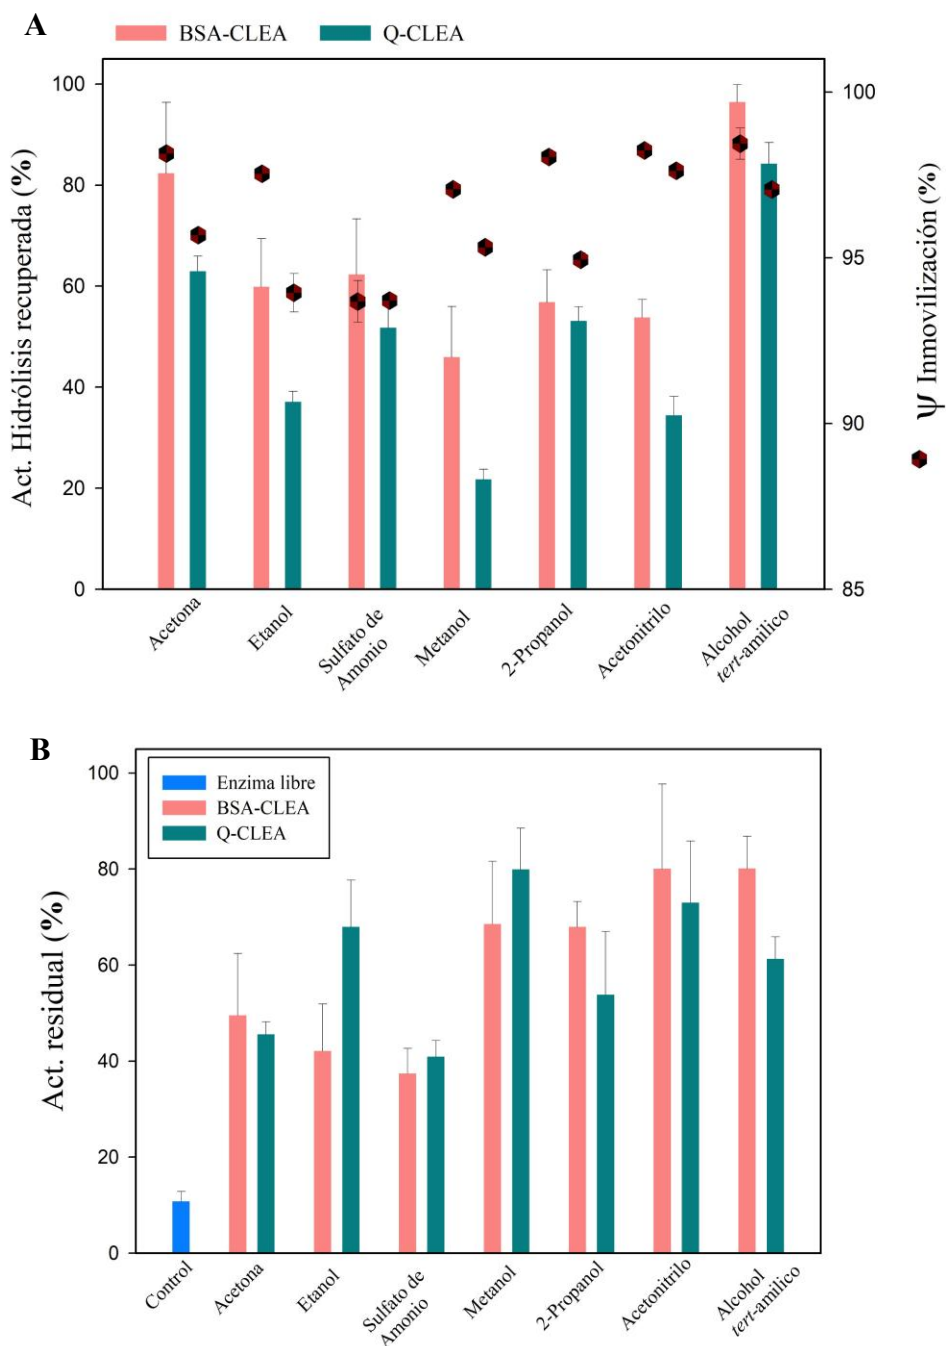 A
BSA-CLEA
Q-CLEA
Act. Hidrólisis recuperada (%)
100
80
60
40
20
0
100
95
90
85
Ψ Inmovilización (%)
Acetona
Etanol
Sulfato de
Amonio
Metanol
2-Propanol
Acetonitrilo
Alcohol
tert-amílico
B
Enzima libre
BSA-CLEA
Q-CLEA
Act. residual (%)
100
80
60
40
20
0
Control
Acetona
Etanol
Sulfato de
Amonio
Metanol
2-Propanol
Acetonitrilo
Alcohol
tert-amílico